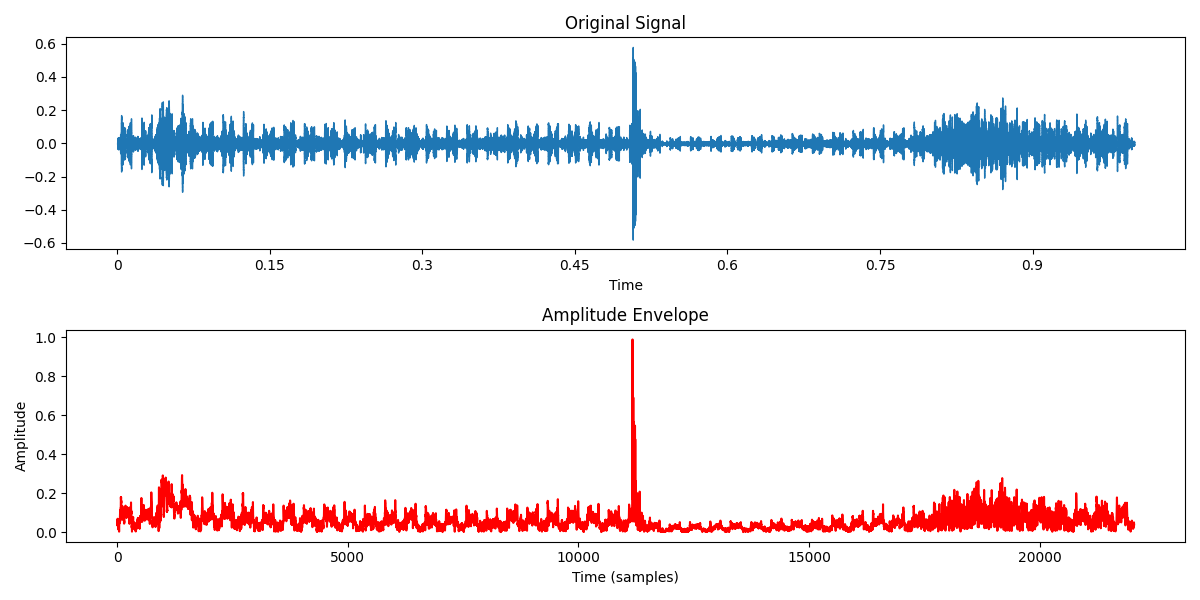 Original Signal
0.6
0.4
0.2
0.0
−0.2
−0.4
−0.6
0 0.15 0.3 0.45 0.6 0.75 0.9
Time
Amplitude Envelope
1.0
0.8
0.6
0.4
0.2
0.0
Amplitude
0 5000 10000 15000 20000
Time (samples)